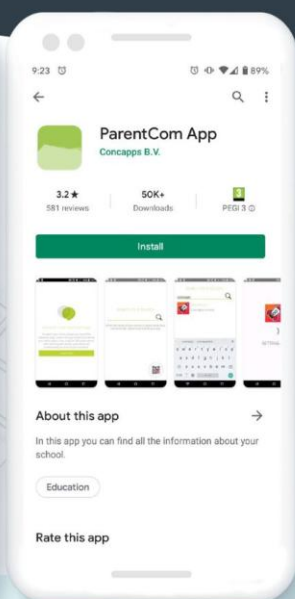 9:23
89%
ParentCom App
Concapps B.V.
3.2★
581 reviews
50K+
Downloads
3
PEGI 3
Install
About this app
In this app you can find all the information about your
school.
Education
Rate this app